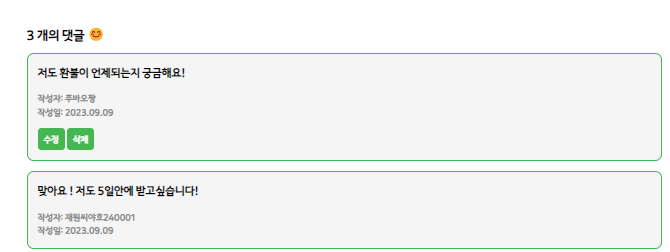 3 개의 댓글 😊
저도 환불이 언제되는지 궁금해요!
작성자: 푸바오짱
작성일: 2023.09.09
수정 삭제
맞아요 ! 저도 5일안에 받고싶습니다!
작성자: 재원씨야호240001
작성일: 2023.09.09